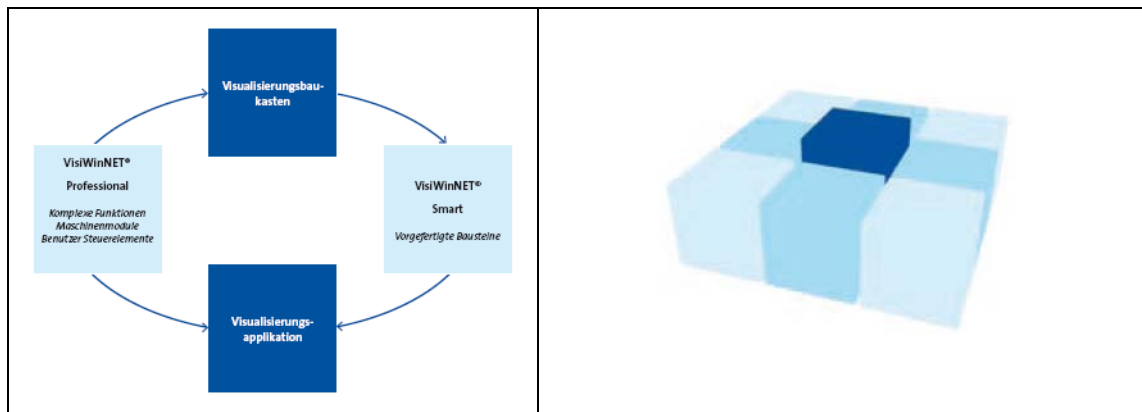 Visualisierungsbau-
kasten
VisiWinNET®
Professional
Komplexe Funktionen
Maschinenmodule
Benutzer Steuerelemente
VisiWinNET®
Smart
Vorgefertigte Bausteine
Visualisierungs-
applikation